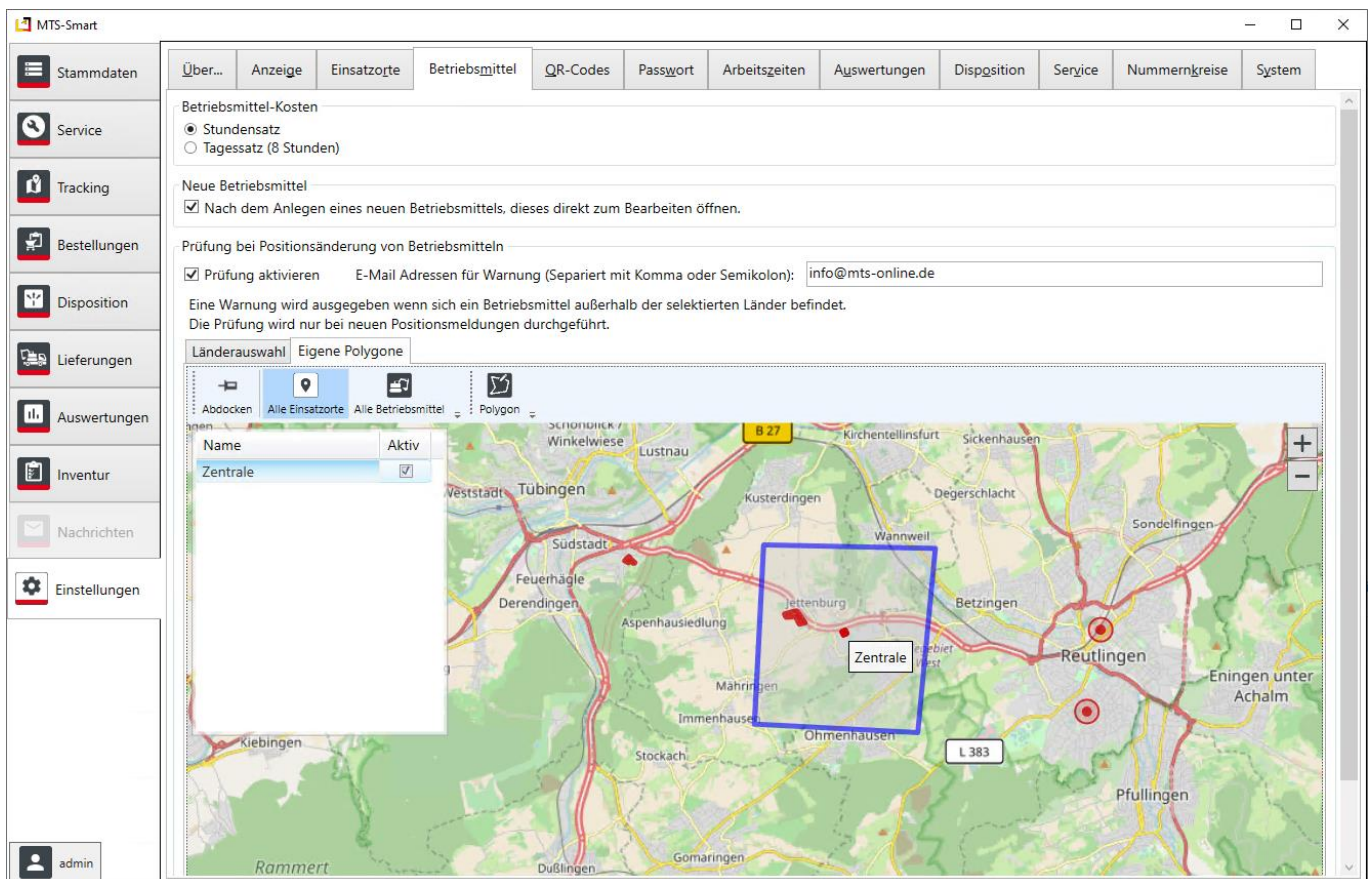 MTS-Smart
Stammdaten
Service
Tracking
Bestellungen
Disposition
Lieferungen
Auswertungen
Inventur
Nachrichten
Einstellungen
admin
Über... Anzeige Einsatzorte Betriebsmittel QR-Codes Passwort Arbeitszeiten Auswertungen Disposition Service Nummernkreise System
Betriebsmittel-Kosten
Stundensatz
Tagessatz (8 Stunden)
Neue Betriebsmittel
Nach dem Anlegen eines neuen Betriebsmittels, dieses direkt zum Bearbeiten öffnen.
Prüfung bei Positionsänderung von Betriebsmitteln
Prüfung aktivieren E-Mail Adressen für Warnung (Separiert mit Komma oder Semikolon): info@mts-online.de
Eine Warnung wird ausgegeben wenn sich ein Betriebsmittel außerhalb der selektierten Länder befindet.
Die Prüfung wird nur bei neuen Positionsmeldungen durchgeführt.
Länderauswahl Eigene Polygone
Abdocken Alle Einsatzorte Alle Betriebsmittel Polygon
Name Aktiv
Zentrale
Schönblick /
Winkelwiese
Lustnau
B 27
Kirchentellinsfurt
Sickenhausen
Weststadt
Tübingen
Kusterdingen
Degerschlacht
Sondelfingen
Wannweil
Südstadt
Feuerhägle
Derendingen
Jettenburg
Betzingen
Aspenhausiedlung
Zentrale
West
Reutlingen
Eningen unter
Achalm
Mähringen
Immenhausen
Ohmenhausen
Kiebingen
Stockach
L 383
Pfullingen
Gomaringen
Rammert
Dußlingen